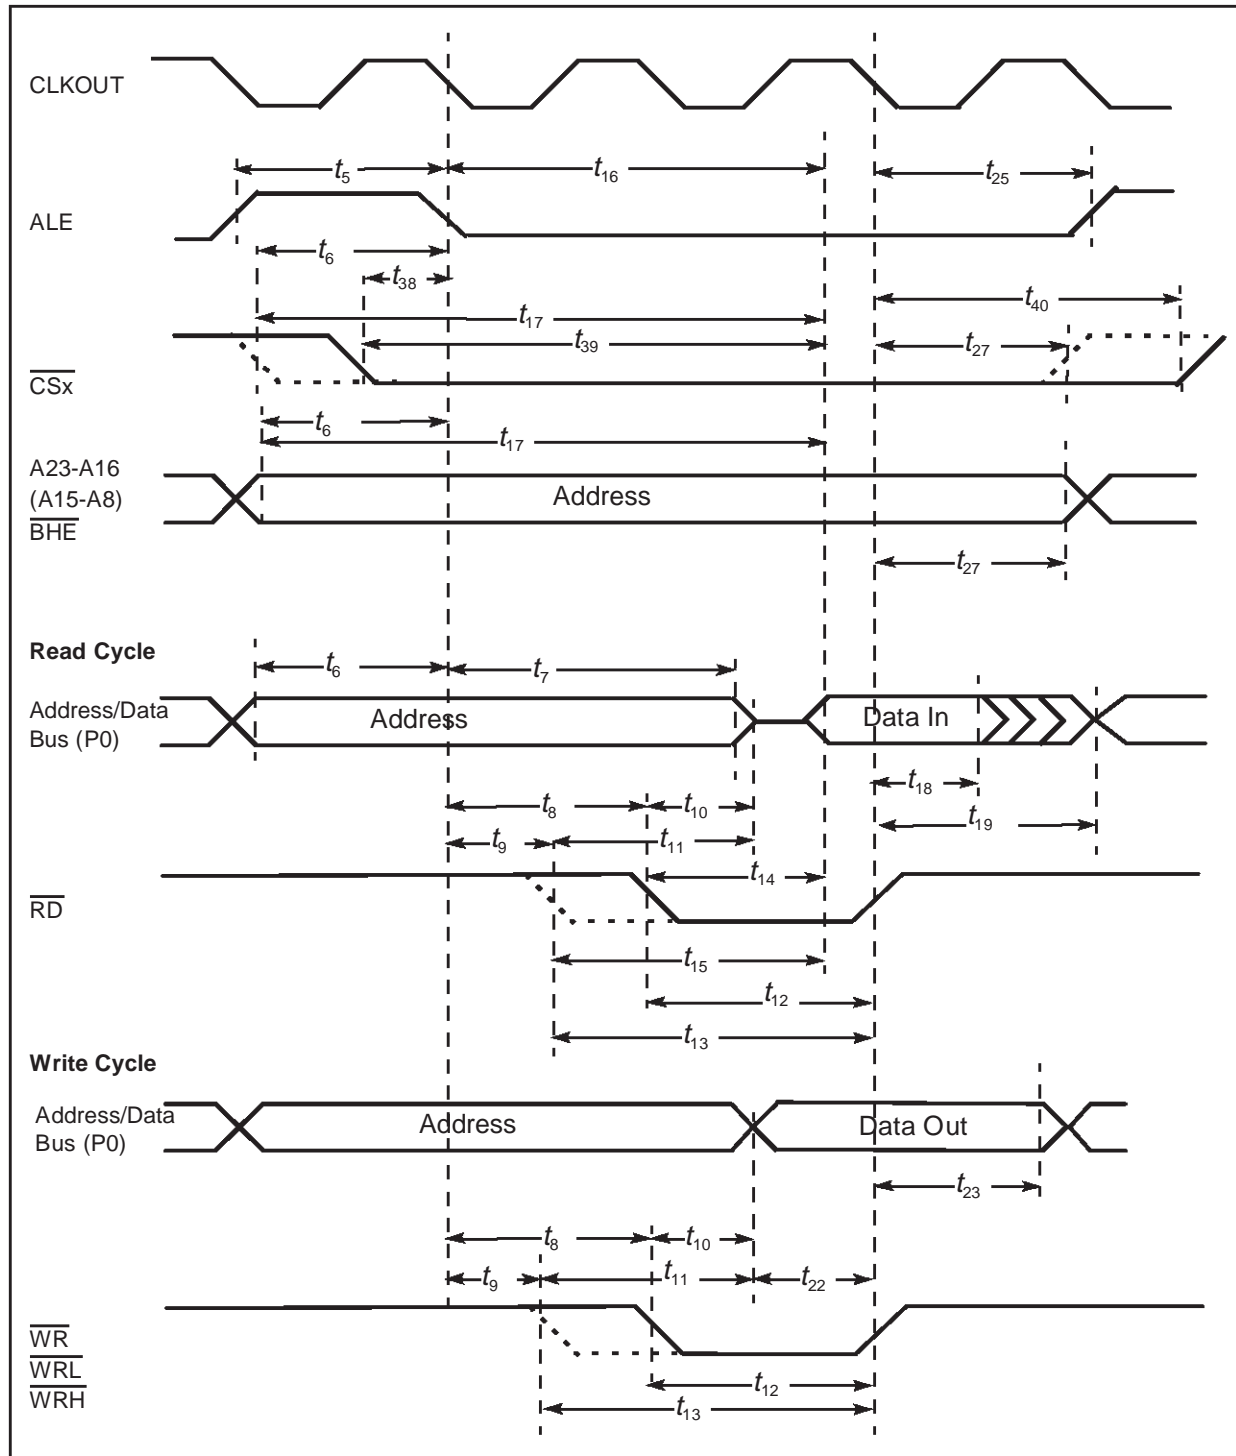 CLKOUT
t5
t16
t25
ALE
t6
t38
t40
t17
t39
t27
CSx
t6
t17
A23-A16
(A15-A8)
BHE
Address
t27
Read Cycle
t6
t7
Address/Data
Bus (P0)
Address
Data In
t18
t8
t10
t19
t9
t11
t14
RD
t15
t12
t13
Write Cycle
Address/Data
Bus (P0)
Address
Data Out
t23
t8
t10
t9
t11
t22
WR
WRL
WRH
t12
t13